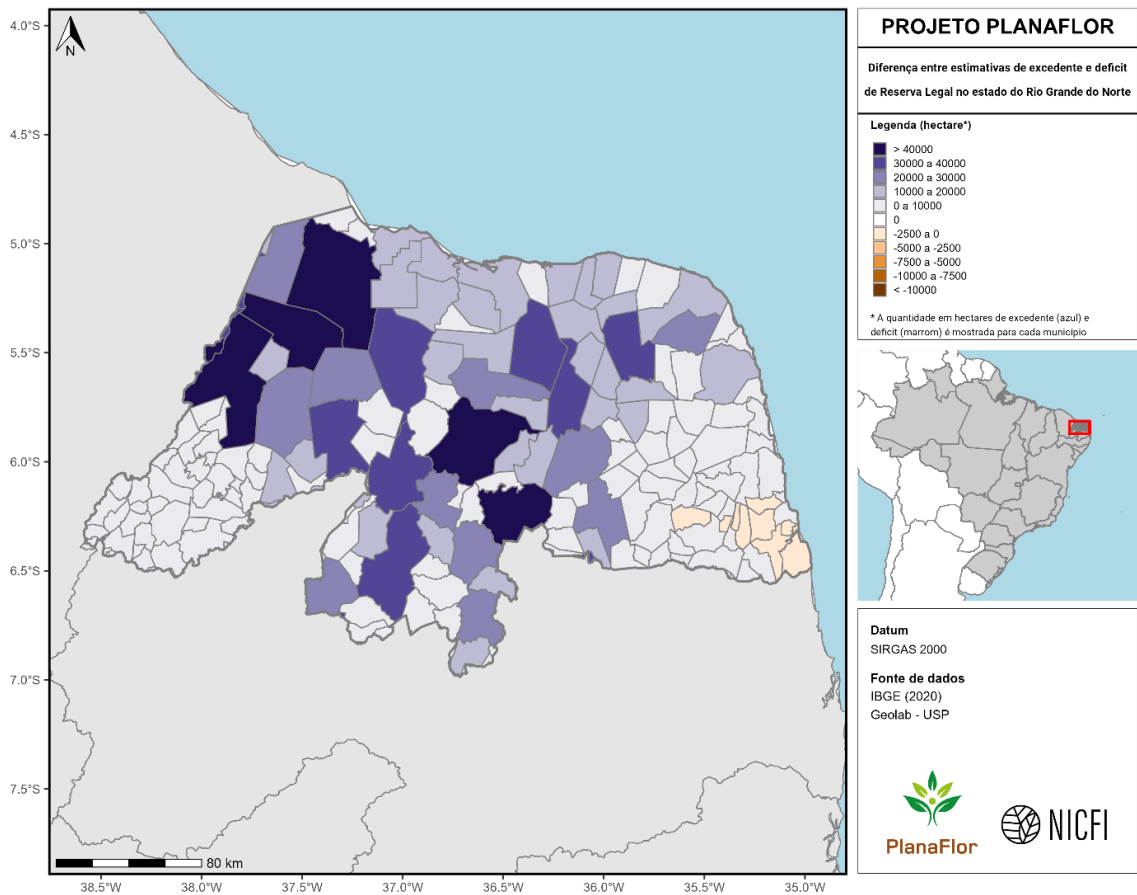 PROJETO PLANAFLOR
Diferença entre estimativas de excedente e deficit
de Reserva Legal no estado do Rio Grande do Norte
Legenda (hectare*)
> 40000
30000 a 40000
20000 a 30000
10000 a 20000
0 a 10000
0
-2500 a 0
-5000 a -2500
-7500 a -5000
-10000 a -7500
< -10000
* A quantidade em hectares de excedente (azul) e
deficit (marrom) é mostrada para cada municipio
Datum
SIRGAS 2000
Fonte de dados
IBGE (2020)
Geolab - USP
PlanaFlor
NICFI
N
4.0°S
4.5°S
5.0°S
5.5°S
6.0°S
6.5°S
7.0°S
7.5°S
80 km
38.5°W 38.0°W 37.5°W 37.0°W 36.5°W 36.0°W 35.5°W 35.0°W